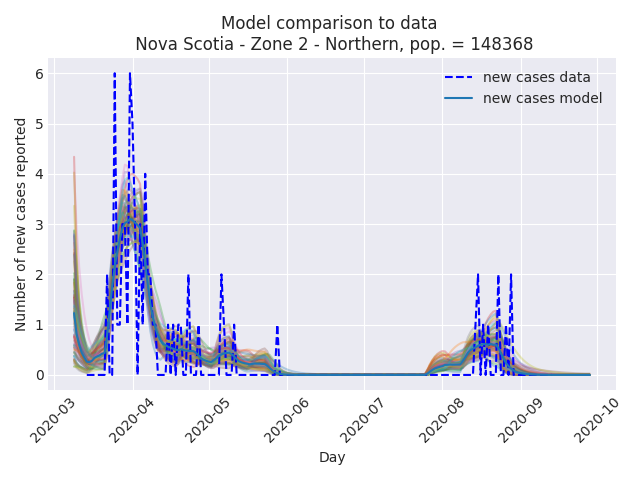 Model comparison to data
Nova Scotia - Zone 2 - Northern, pop. = 148368
new cases data
new cases model
Number of new cases reported
6
5
4
3
2
1
0
2020-03
2020-04
2020-05
2020-06
2020-07
2020-08
2020-09
2020-10
Day